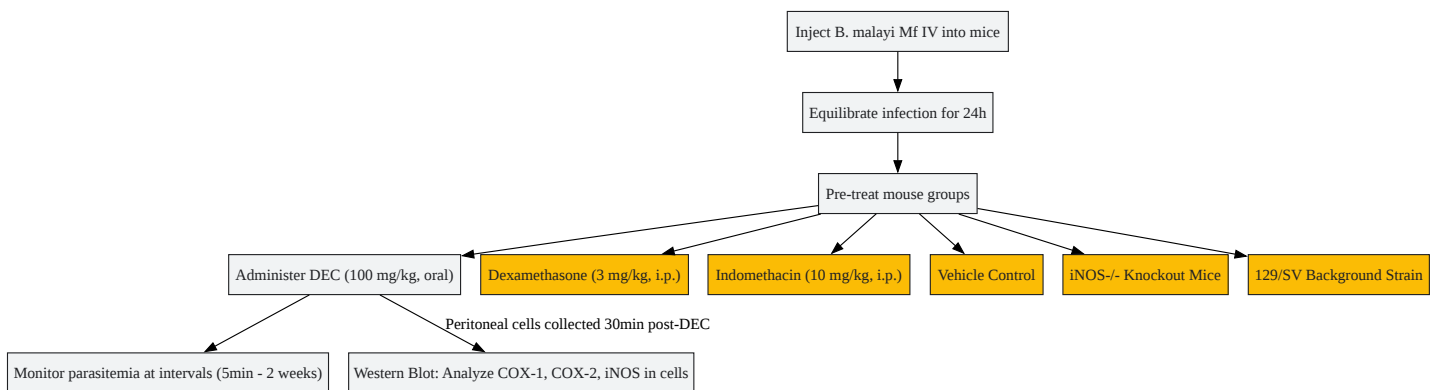 Inject B. malayi Mf IV into mice
Equilibrate infection for 24h
Pre-treat mouse groups
Administer DEC (100 mg/kg, oral)
Dexamethasone (3 mg/kg, i.p.)
Indomethacin (10 mg/kg, i.p.)
Vehicle Control
iNOS-/- Knockout Mice
129/SV Background Strain
Peritoneal cells collected 30min post-DEC
Monitor parasitemia at intervals (5min - 2 weeks)
Western Blot: Analyze COX-1, COX-2, iNOS in cells